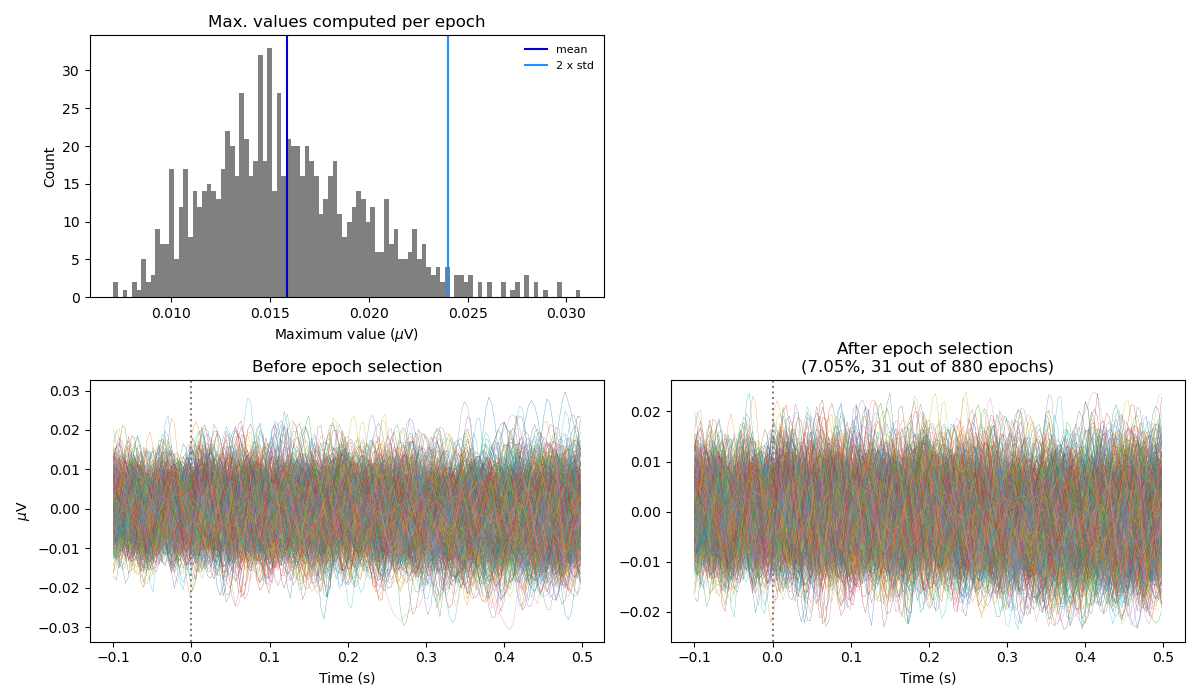 Max. values computed per epoch
mean
2 x std
Count
30
25
20
15
10
5
0
0.010 0.015 0.020 0.025 0.030
Maximum value (μV)
Before epoch selection
μV
0.03
0.02
0.01
0.00
−0.01
−0.02
−0.03
−0.1 0.0 0.1 0.2 0.3 0.4 0.5
Time (s)
After epoch selection
(7.05%, 31 out of 880 epochs)
0.02
0.01
0.00
−0.01
−0.02
−0.1 0.0 0.1 0.2 0.3 0.4 0.5
Time (s)